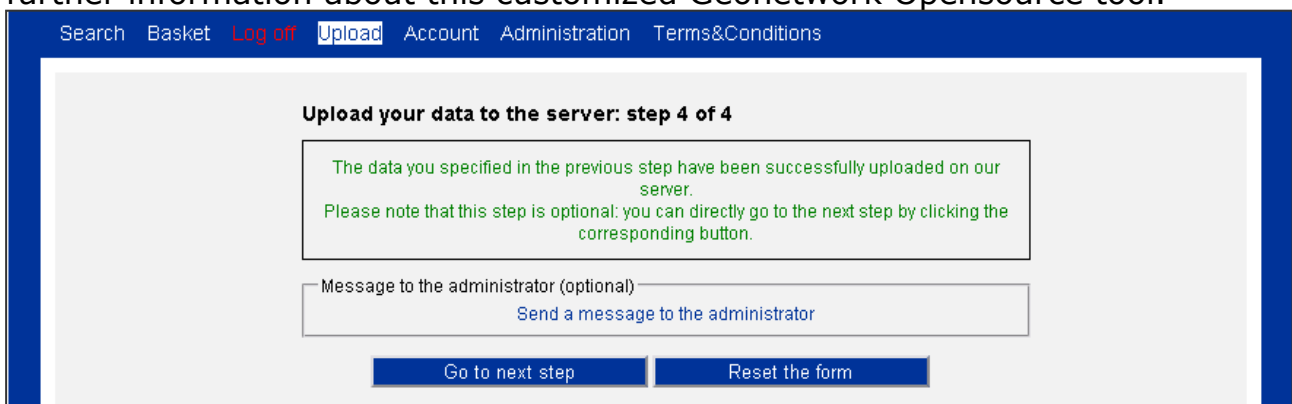 further information about this customized Geonetwork Opensource tool.
Search Basket Log off Upload Account Administration Terms&Conditions
Upload your data to the server: step 4 of 4
The data you specified in the previous step have been successfully uploaded on our
server.
Please note that this step is optional: you can directly go to the next step by clicking the
corresponding button.
Message to the administrator (optional)
Send a message to the administrator
Go to next step Reset the form